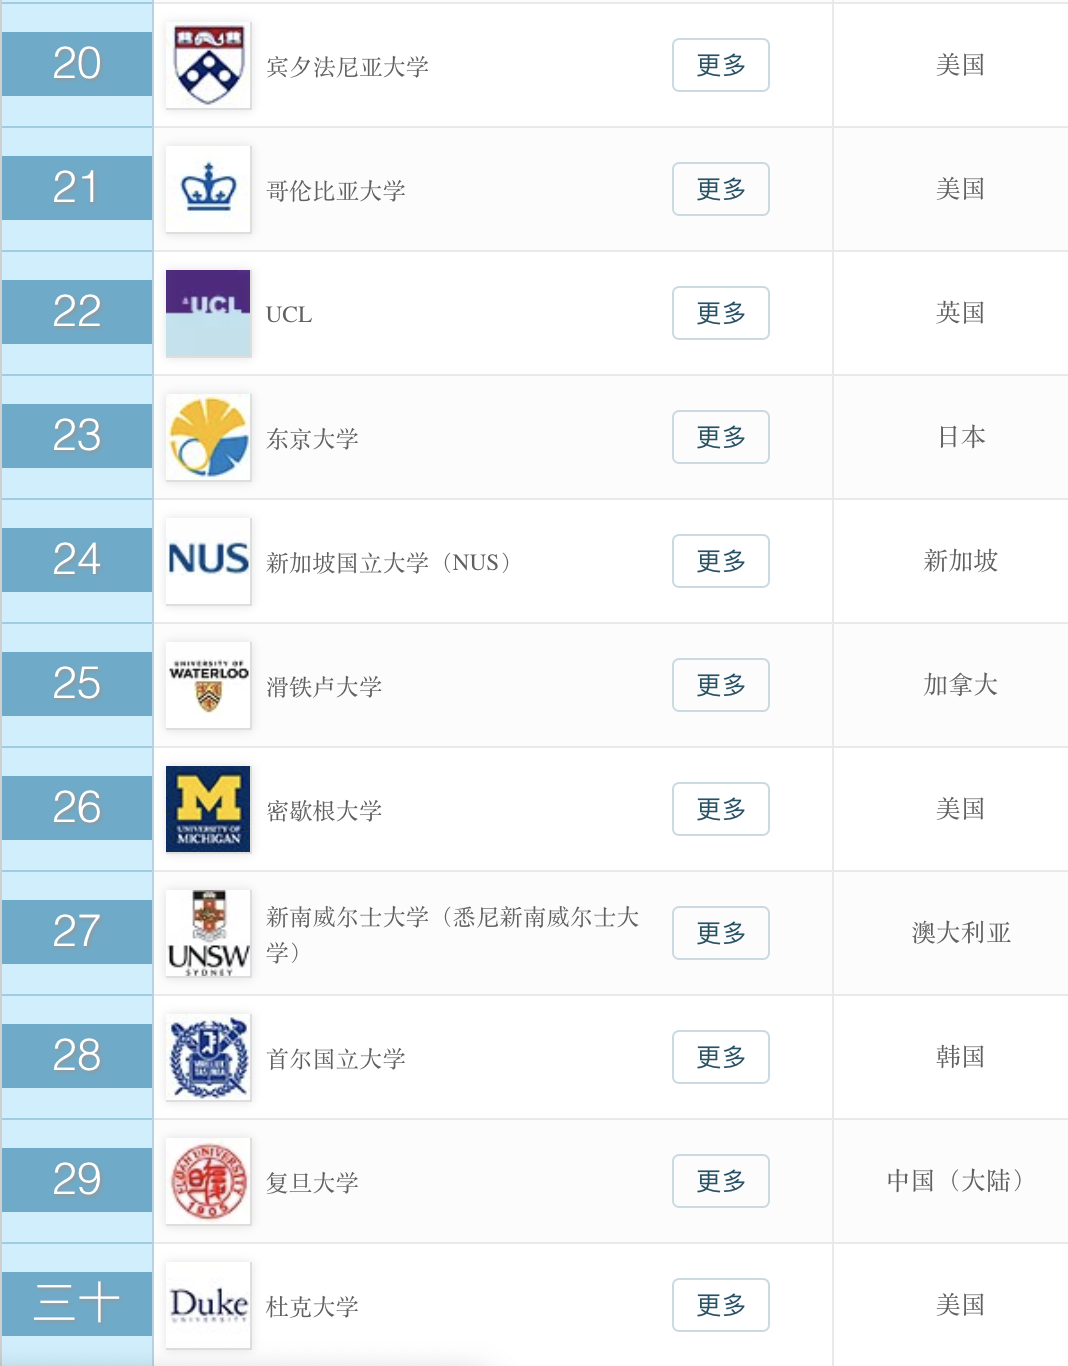 20
宾夕法尼亚大学
更多
美国
21
哥伦比亚大学
更多
美国
22
UCL
UCL
更多
英国
23
东京大学
更多
日本
24
NUS
新加坡国立大学（NUS）
更多
新加坡
25
UNIVERSITY OF
WATERLOO
滑铁卢大学
更多
加拿大
26
M
UNIVERSITY OF
MICHIGAN
密歇根大学
更多
美国
27
UNSW
SYDNEY
新南威尔士大学（悉尼新南威尔士大
学）
更多
澳大利亚
28
首尔国立大学
更多
韩国
29
UNIVERSITY
1905
复旦大学
更多
中国（大陆）
三十
Duke
UNIVERSITY
杜克大学
更多
美国